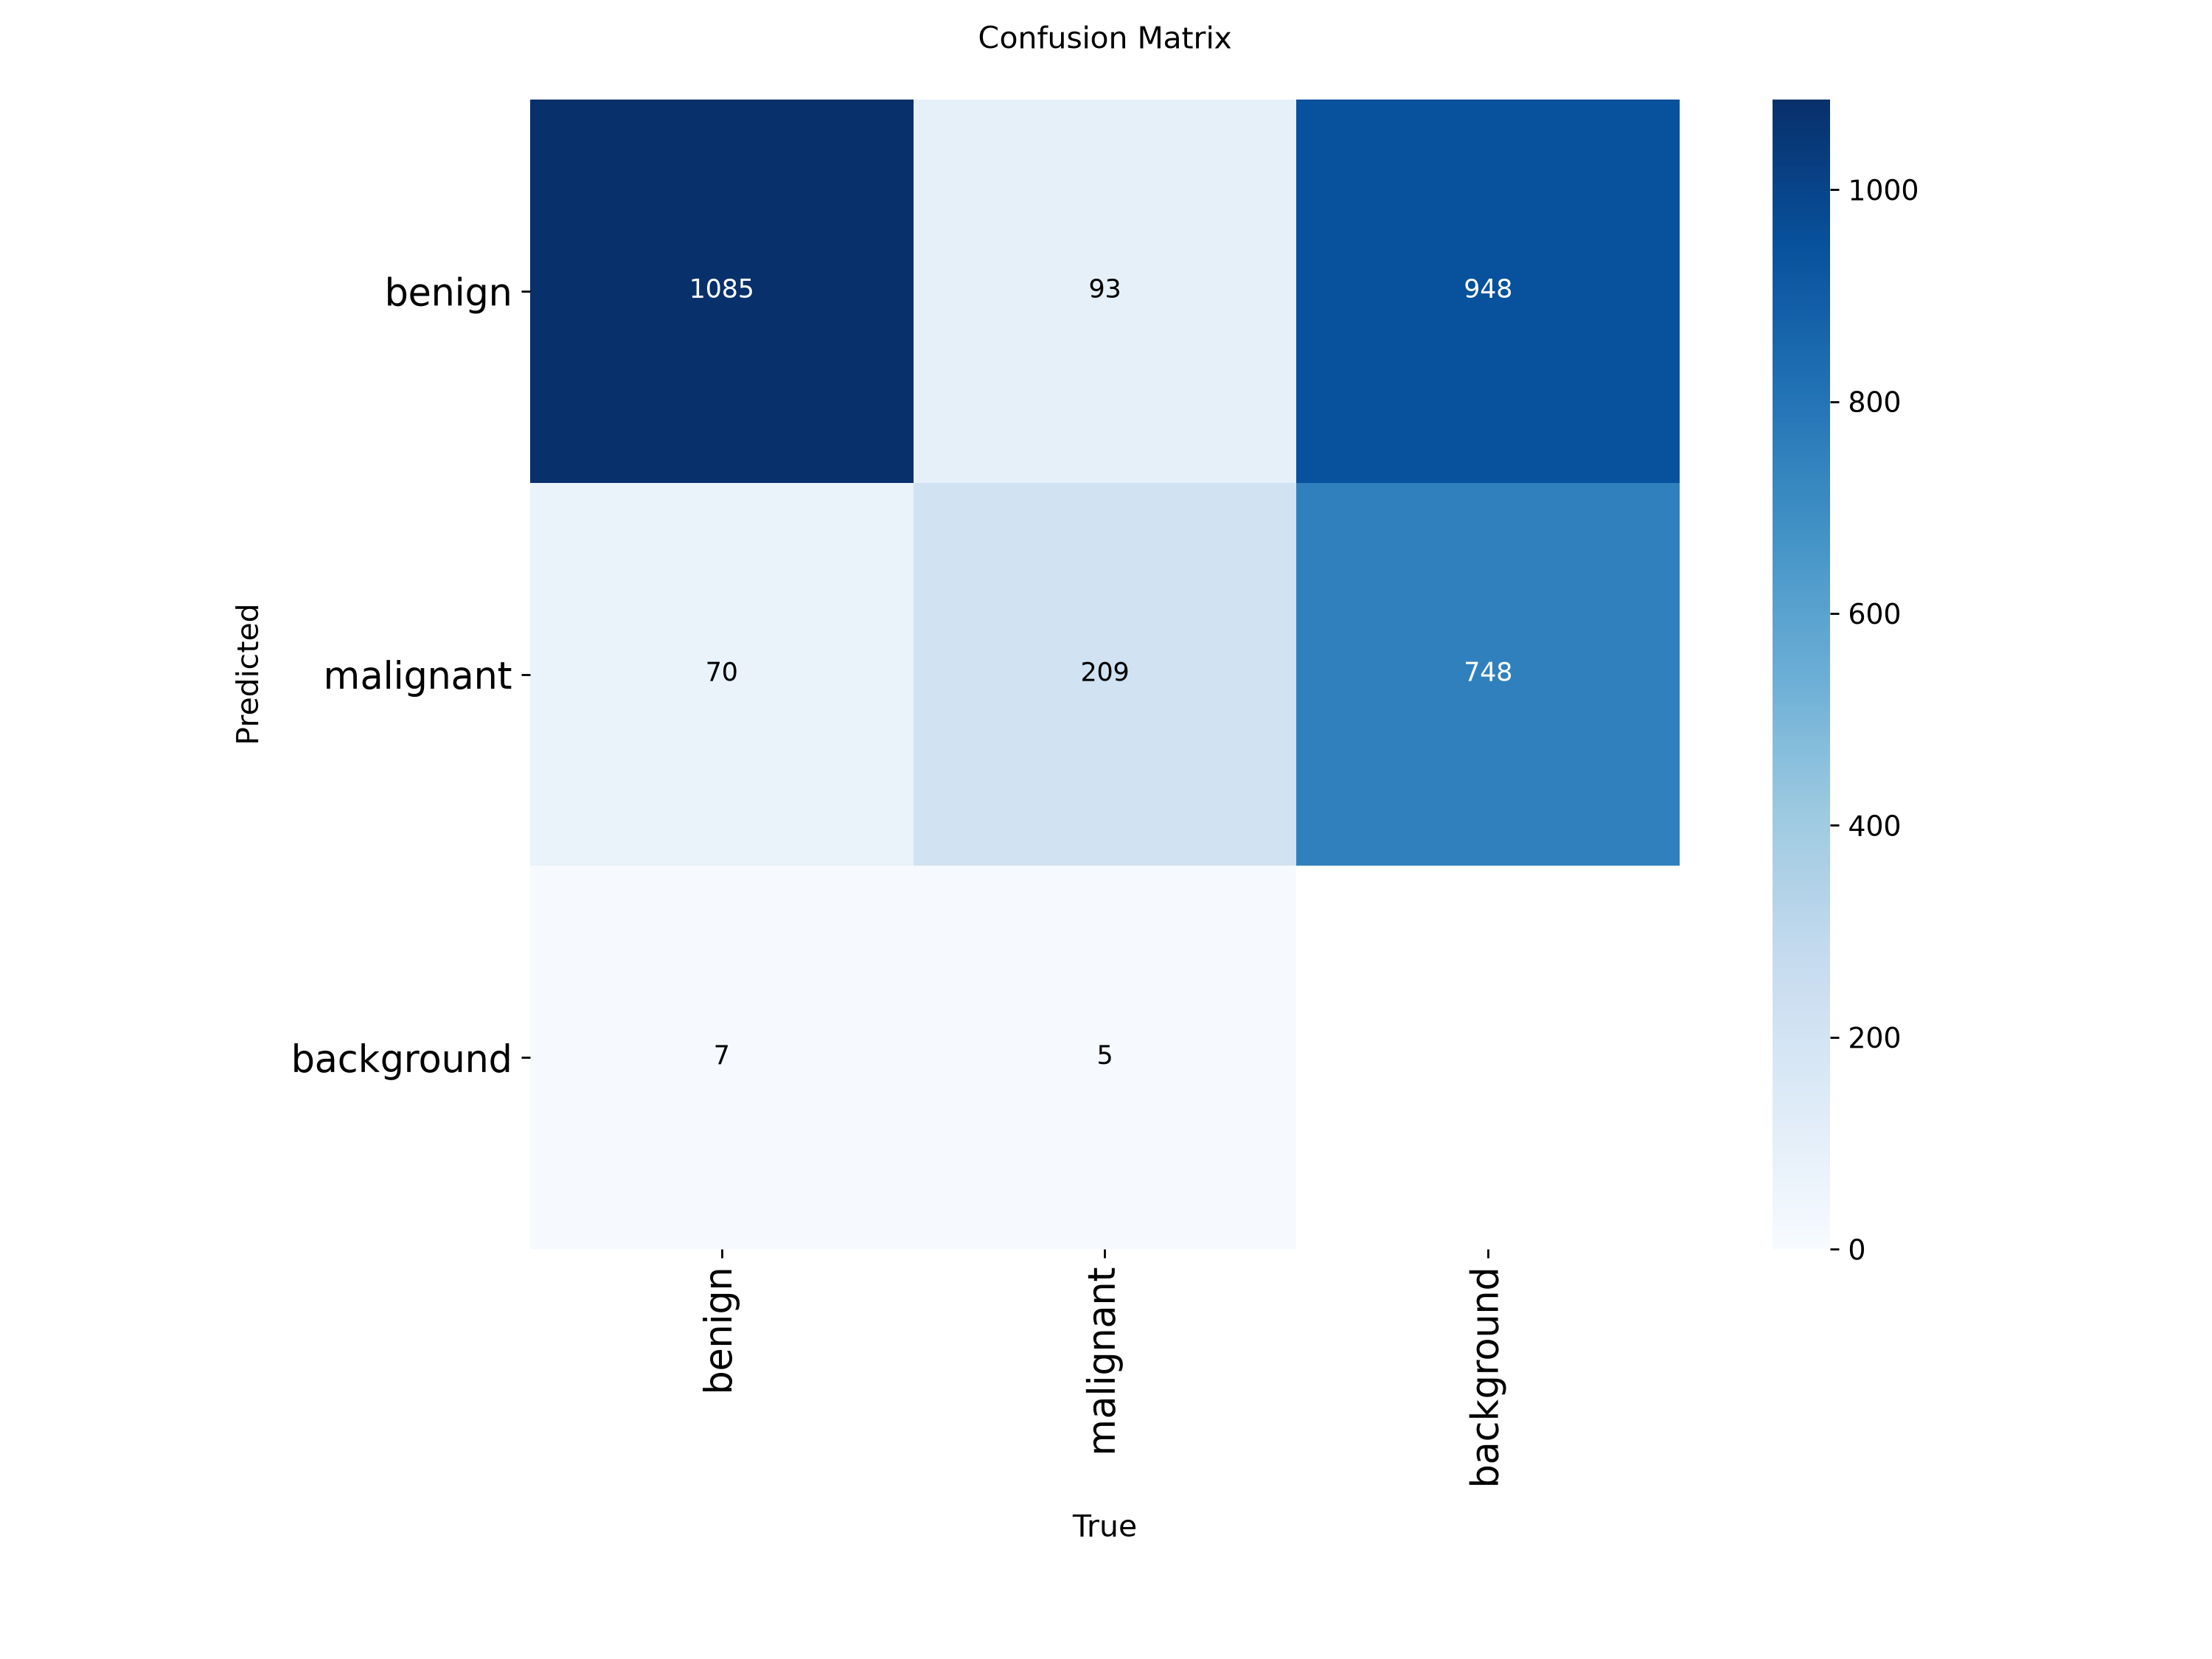 Confusion Matrix
benign
1085
93
948
malignant
70
209
748
background
7
5
benign
malignant
background
Predicted
True
1000
800
600
400
200
0